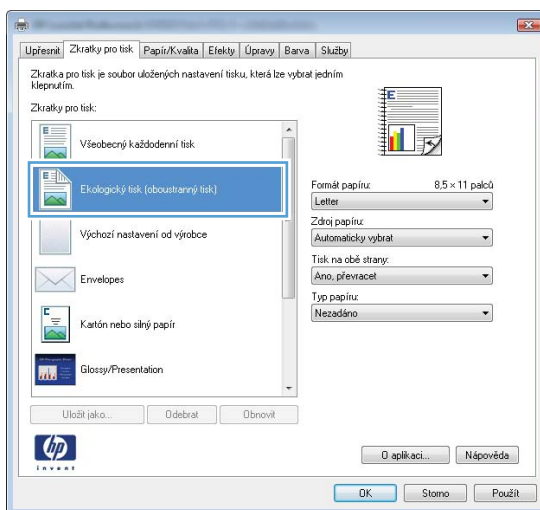 Upřesnit Zkratky pro tisk Papír/Kvalita Efekty Úpravy Barva Služby
Zkratka pro tisk je soubor uložených nastavení tisku, která lze vybrat jedním
klepnutím.
Zkratky pro tisk:
Všeobecný každodenní tisk
Ekologický tisk (oboustranný tisk)
Výchozí nastavení od výrobce
Envelopes
Kartón nebo silný papír
Glossy/Presentation
Uložit jako... Odebrat Obnovit
Formát papíru: 8,5 × 11 palců
Letter
Zdroj papíru:
Automaticky vybrat
Tisk na obě strany:
Ano, převracet
Typ papíru:
Nezadáno
hp
invent
O aplikaci... Nápověda
OK Storno Použít